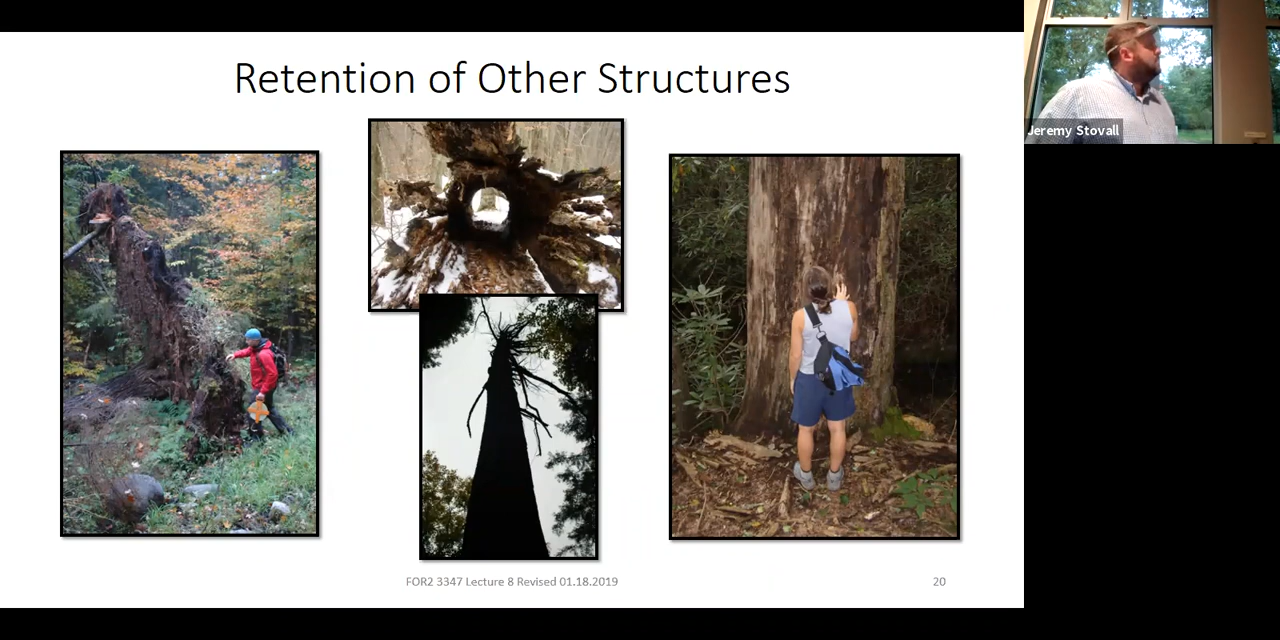 Retention of Other Structures
Jeremy Stovall
FOR2 3347 Lecture 8 Revised 01.18.2019
20